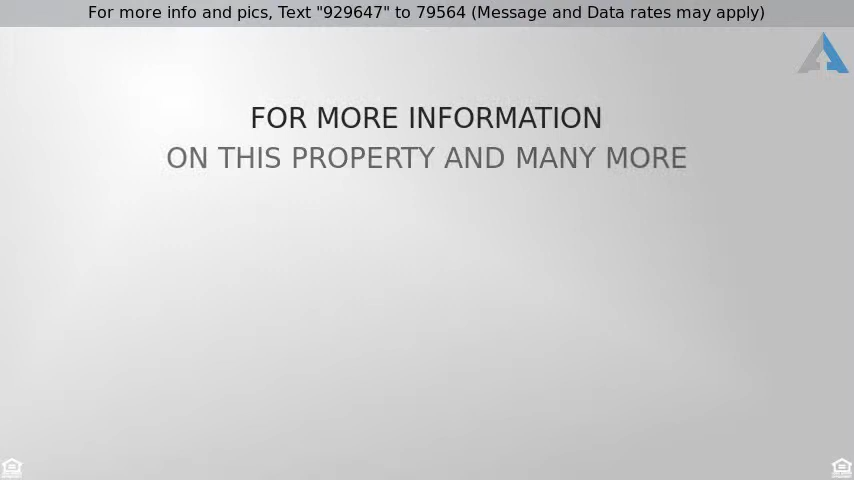 For more info and pics, Text "929647" to 79564 (Message and Data rates may apply)
FOR MORE INFORMATION
ON THIS PROPERTY AND MANY MORE